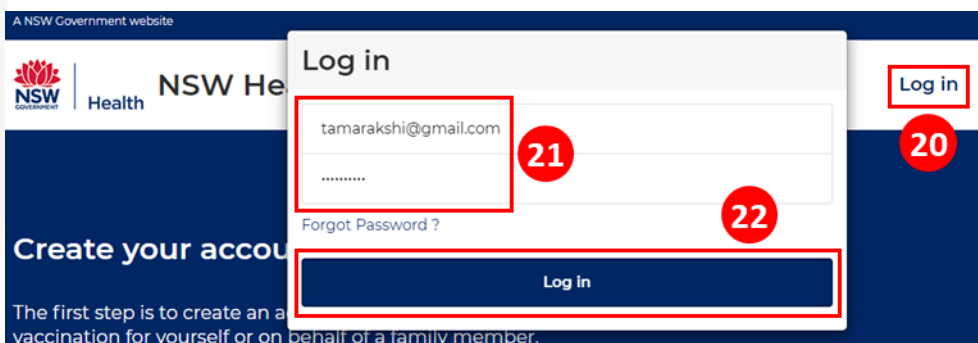 A NSW Government website
NSW
GOVERNMENT
Health
NSW He
Log in
20
Log in
tamarakshi@gmail.com
21
..........
Forgot Password ?
22
Log in
Create your accou
The first step is to create an a
vaccination for yourself or on behalf of a family member.